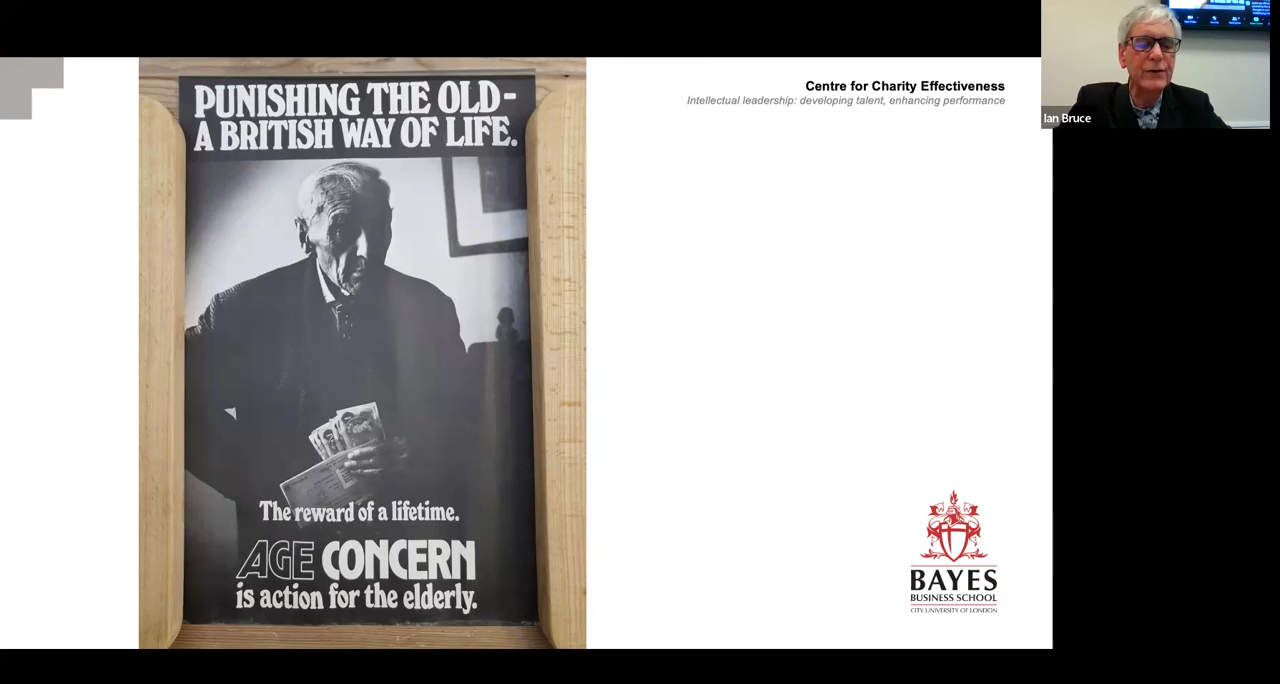 PUNISHING THE OLD-
A BRITISH WAY OF LIFE.
The reward of a lifetime.
AGE CONCERN
is action for the elderly.
Centre for Charity Effectiveness
Intellectual leadership: developing talent, enhancing performance
BAYES
BUSINESS SCHOOL
CITY, UNIVERSITY OF LONDON
Ian Bruce